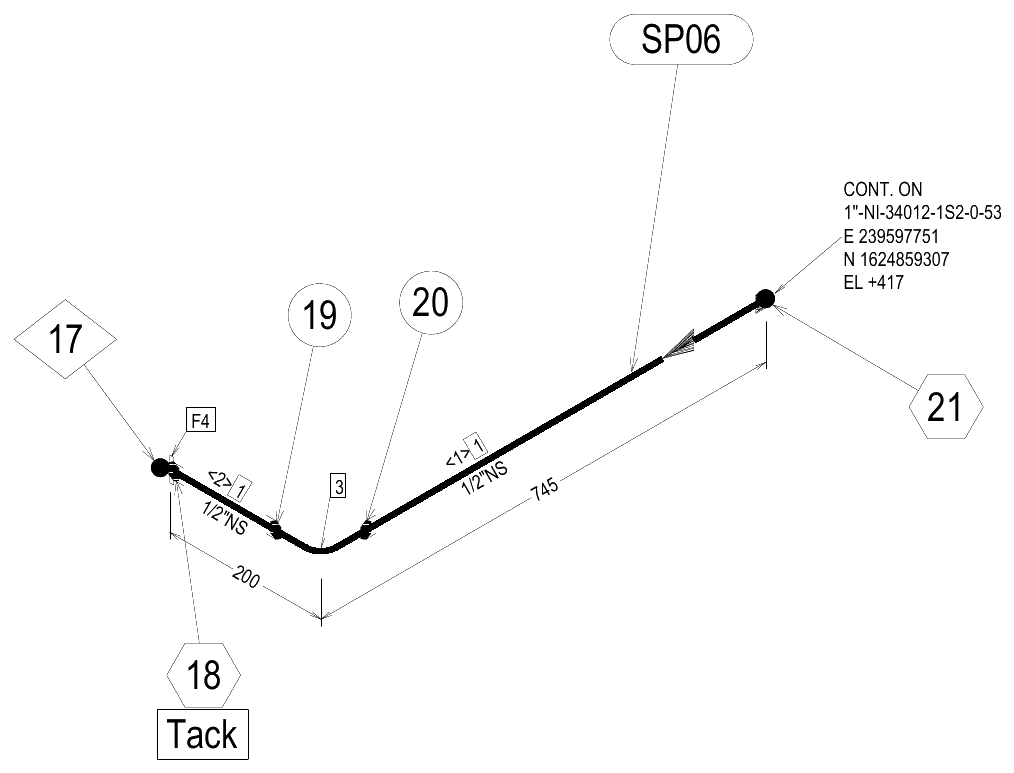 SP06
CONT. ON
1"-NI-34012-1S2-0-53
E 239597751
N 1624859307
EL +417
17
19
20
21
F4
<2> 1
1/2"NS
3
<1> 1
1/2"NS
745
200
18
Tack